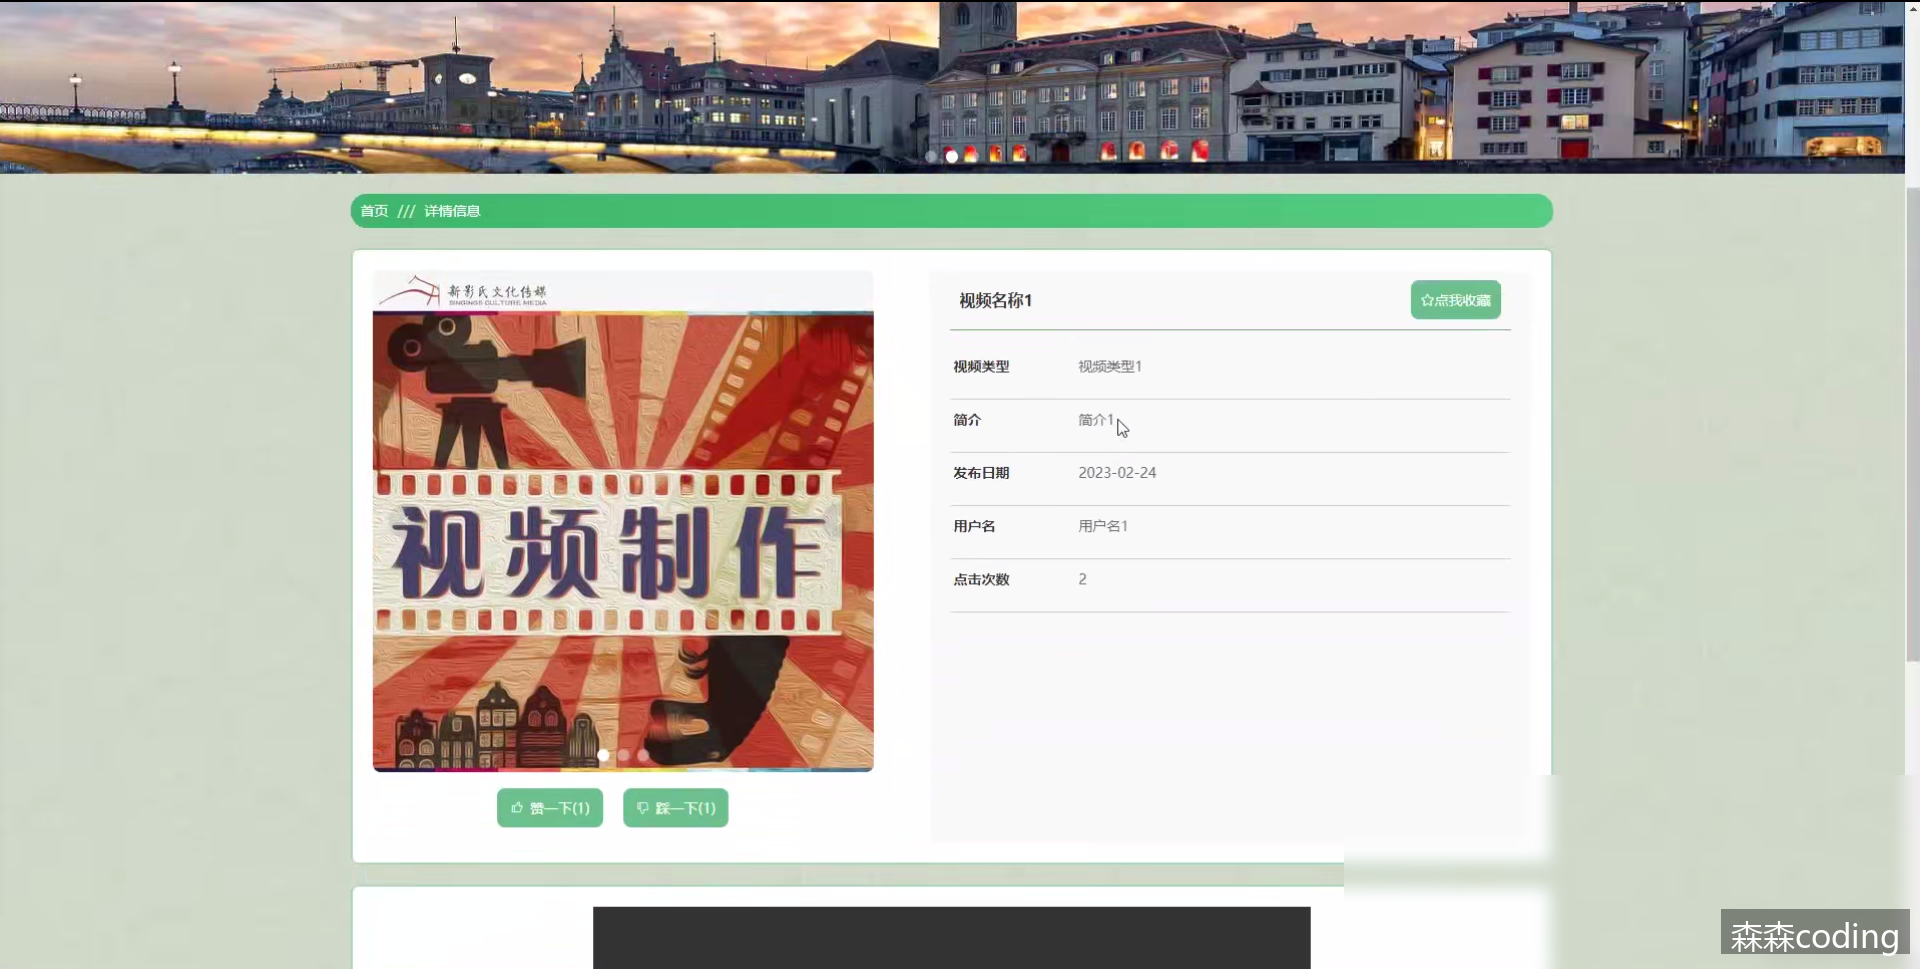 首页 /// 详情信息
新影氏文化传媒
SINGINGS CULTURE MEDIA
视频制作
赞一下(1)
踩一下(1)
视频名称1
点我收藏
视频类型 视频类型1
简介 简介1
发布日期 2023-02-24
用户名 用户名1
点击次数 2
森森coding